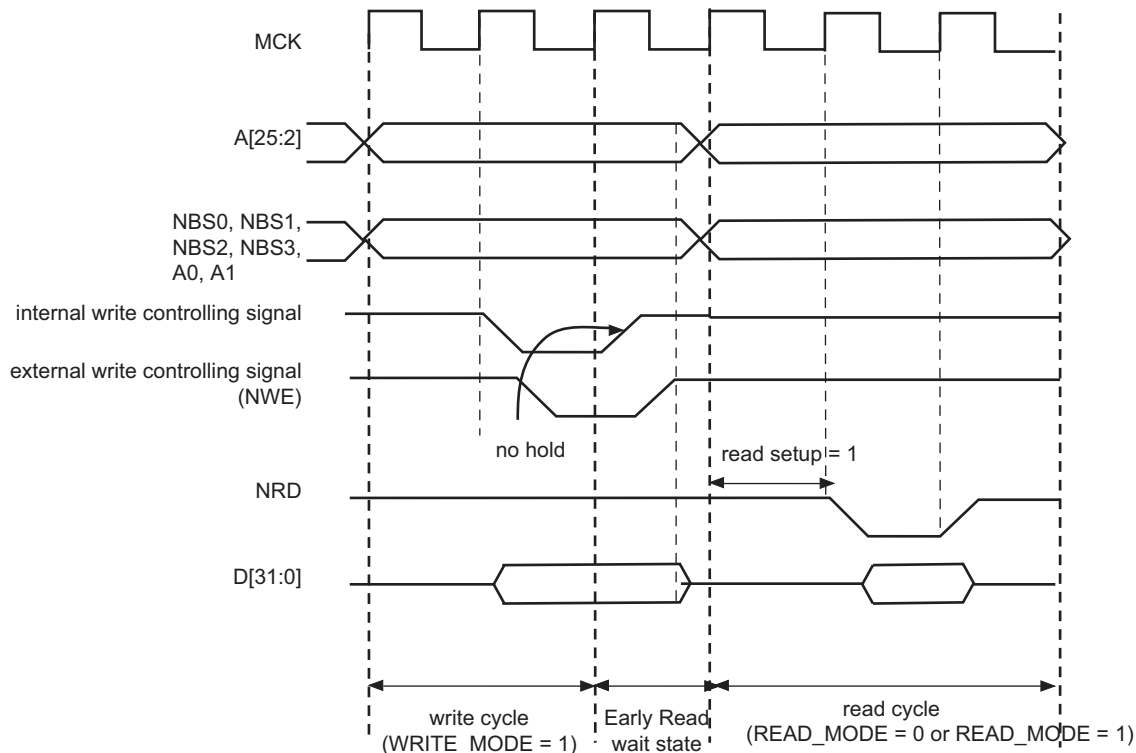 MCK
A[25:2]
NBS0, NBS1,
NBS2, NBS3,
A0, A1
internal write controlling signal
external write controlling signal
(NWE)
no hold
read setup = 1
NRD
D[31:0]
write cycle
(WRITE_MODE = 1)
Early Read
wait state
read cycle
(READ_MODE = 0 or READ_MODE = 1)